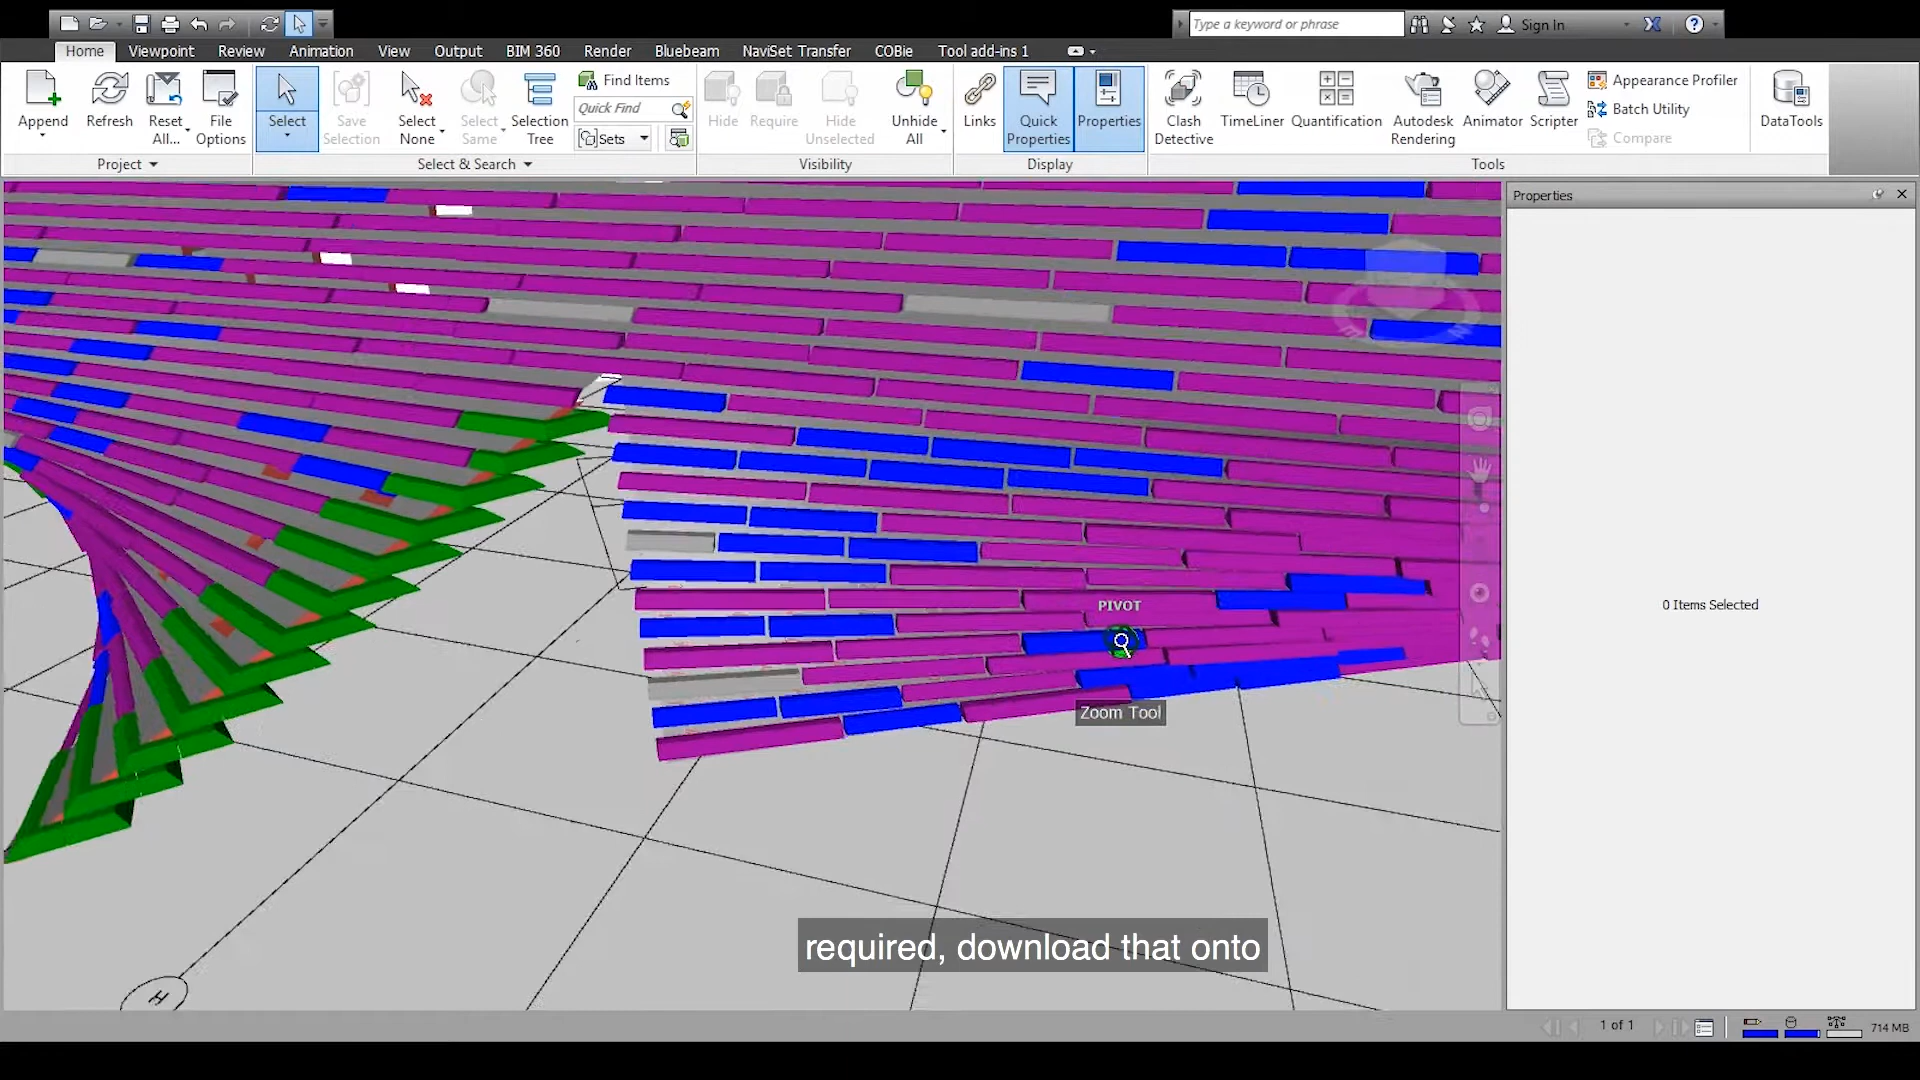 Type a keyword or phrase
Sign In
Home Viewpoint Review Animation View Output BIM 360 Render Bluebeam NaviSet Transfer COBie Tool add-ins 1
Append
Refresh
Reset All...
File Options
Project
Select
Save Selection
Select None
Select Same
Selection Tree
Find Items
Quick Find
Sets
Select & Search
Hide
Require
Hide Unselected
Unhide All
Visibility
Links
Quick Properties
Properties
Display
Clash Detective
TimeLiner
Quantification
Autodesk Rendering
Animator
Scripter
Appearance Profiler
Batch Utility
Compare
Tools
DataTools
Properties
0 Items Selected
PIVOT
Zoom Tool
required, download that onto
H
1 of 1
714 MB